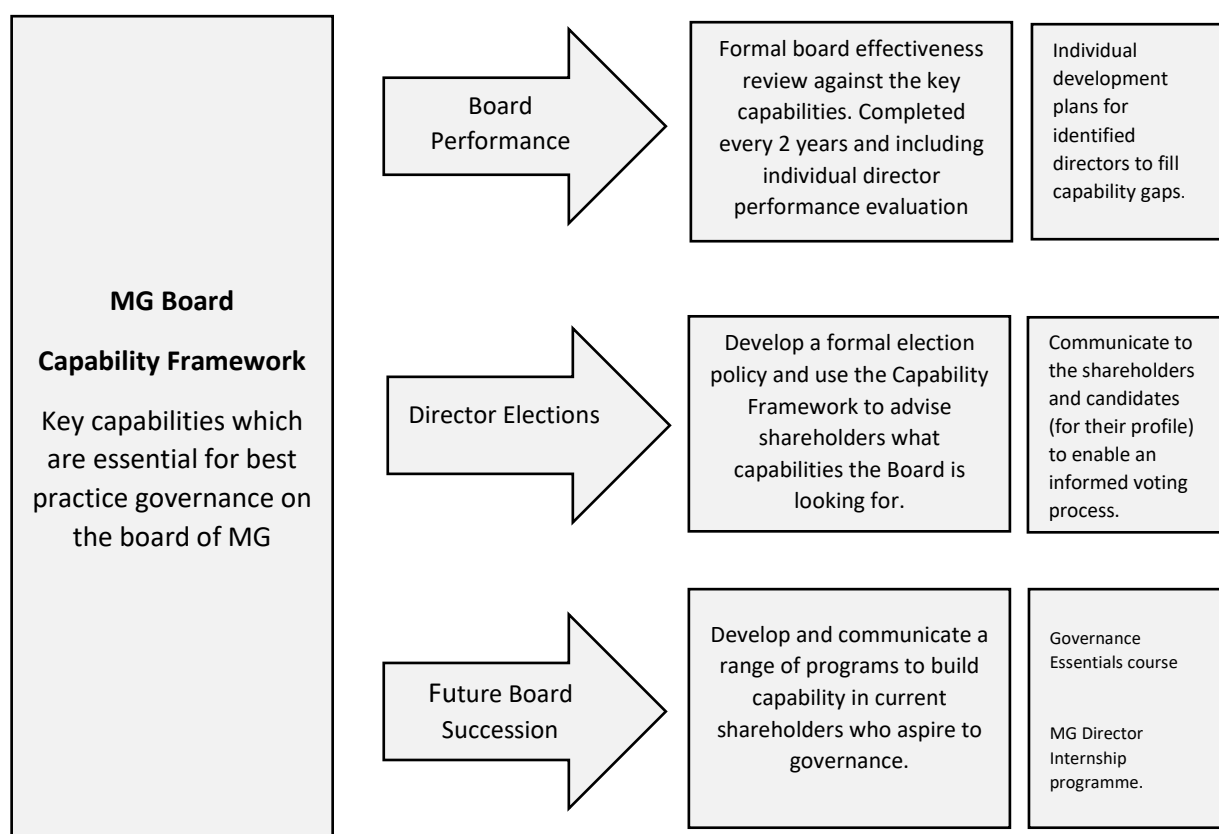 MG Board
Capability Framework
Key capabilities which
are essential for best
practice governance on
the board of MG
Board
Performance
Formal board effectiveness
review against the key
capabilities. Completed
every 2 years and including
individual director
performance evaluation
Individual
development
plans for
identified
directors to fill
capability gaps.
Director Elections
Develop a formal election
policy and use the Capability
Framework to advise
shareholders what
capabilities the Board is
looking for.
Communicate to
the shareholders
and candidates
(for their profile)
to enable an
informed voting
process.
Future Board
Succession
Develop and communicate a
range of programs to build
capability in current
shareholders who aspire to
governance.
Governance
Essentials course
MG Director
Internship
programme.